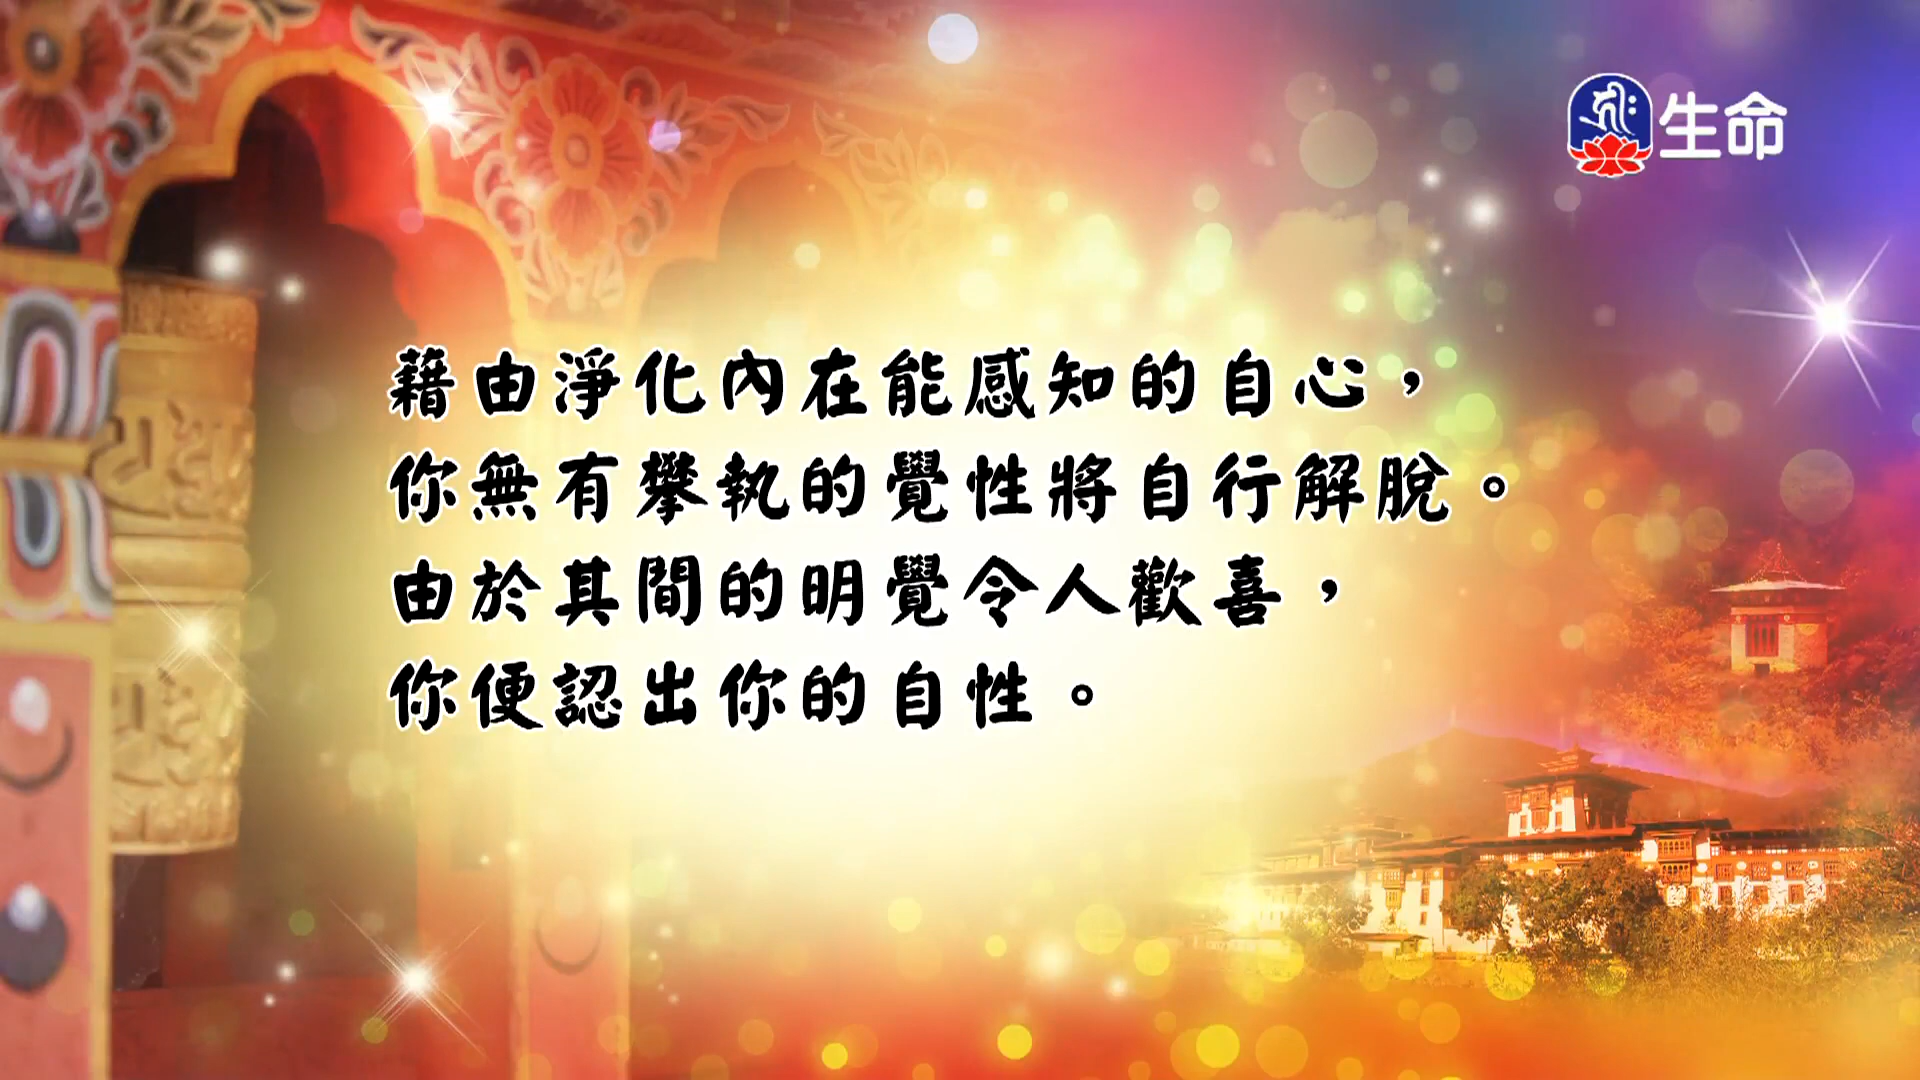 生命
藉由淨化內在能感知的自心，
你無有攀執的覺性將自行解脫。
由於其間的明覺令人歡喜，
你便認出你的自性。